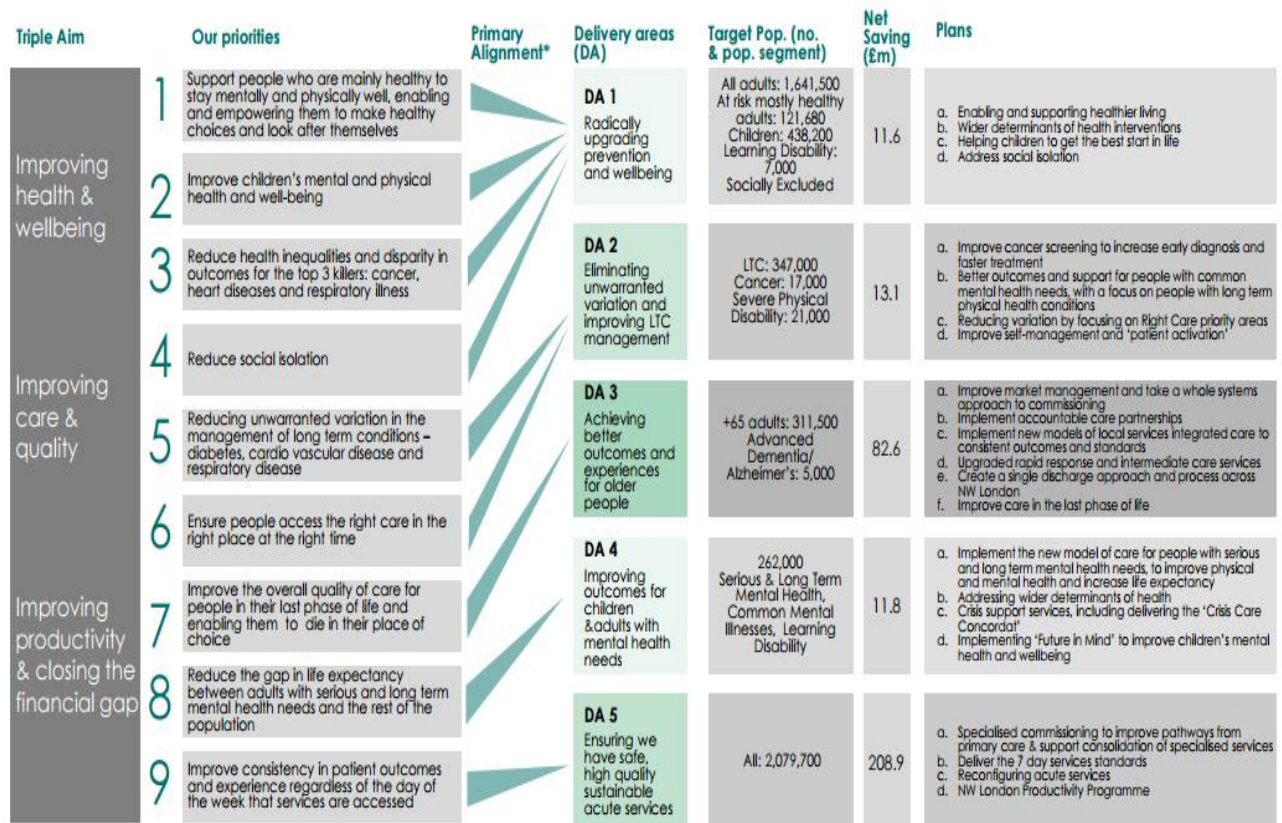 Triple Aim
Our priorities
Primary
Alignment*
Delivery areas
(DA)
Target Pop. (no.
& pop. segment)
Net
Saving
(£m)
Plans
Improving
health &
wellbeing
Improving
care &
quality
Improving
productivity
& closing the
financial gap
1
Support people who are mainly healthy to
stay mentally and physically well, enabling
and empowering them to make healthy
choices and look after themselves
2
Improve children's mental and physical
health and well-being
3
Reduce health inequalities and disparity in
outcomes for the top 3 killers: cancer,
heart diseases and respiratory illness
4
Reduce social isolation
5
Reducing unwarranted variation in the
management of long term conditions –
diabetes, cardio vascular disease and
respiratory disease
6
Ensure people access the right care in the
right place at the right time
7
Improve the overall quality of care for
people in their last phase of life and
enabling them to die in their place of
choice
8
Reduce the gap in life expectancy
between adults with serious and long term
mental health needs and the rest of the
population
9
Improve consistency in patient outcomes
and experience regardless of the day of
the week that services are accessed
DA 1
Radically
upgrading
prevention
and wellbeing
All adults: 1,641,500
At risk mostly healthy
adults: 121,680
Children: 438,200
Learning Disability:
7,000
Socially Excluded
11.6
a. Enabling and supporting healthier living
b. Wider determinants of health interventions
c. Helping children to get the best start in life
d. Address social isolation
DA 2
Eliminating
unwarranted
variation and
improving LTC
management
LTC: 347,000
Cancer: 17,000
Severe Physical
Disability: 21,000
13.1
a. Improve cancer screening to increase early diagnosis and
faster treatment
b. Better outcomes and support for people with common
mental health needs, with a focus on people with long term
physical health conditions
c. Reducing variation by focusing on Right Care priority areas
d. Improve self-management and 'patient activation'
DA 3
Achieving
better
outcomes and
experiences
for older
people
+65 adults: 311,500
Advanced
Dementia/
Alzheimer's: 5,000
82.6
a. Improve market management and take a whole systems
approach to commissioning
b. Implement accountable care partnerships
c. Implement new models of local services integrated care to
consistent outcomes and standards
d. Upgraded rapid response and intermediate care services
e. Create a single discharge approach and process across
NW London
f. Improve care in the last phase of life
DA 4
Improving
outcomes for
children
&adults with
mental health
needs
262,000
Serious & Long Term
Mental Health,
Common Mental
Illnesses, Learning
Disability
11.8
a. Implement the new model of care for people with serious
and long term mental health needs, to improve physical
and mental health and increase life expectancy
b. Addressing wider determinants of health
c. Crisis support services, including delivering the 'Crisis Care
Concordat'
d. Implementing 'Future in Mind' to improve children's mental
health and wellbeing
DA 5
Ensuring we
have safe,
high quality
sustainable
acute services
All: 2,079,700
208.9
a. Specialised commissioning to improve pathways from
primary care & support consolidation of specialised services
b. Deliver the 7 day services standards
c. Reconfiguring acute services
d. NW London Productivity Programme